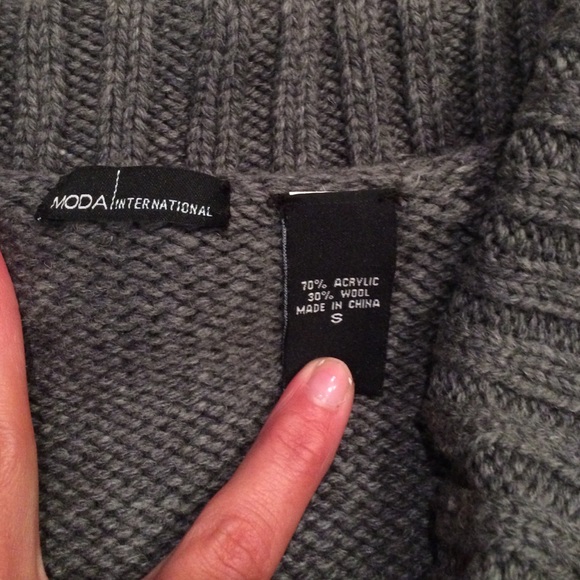 MODA INTERNATIONAL
70% ACRYLIC
30% WOOL
MADE IN CHINA
S